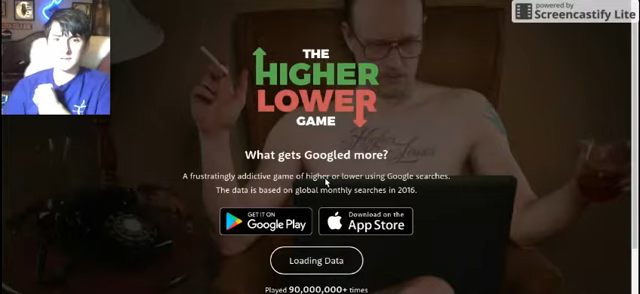 powered by
Screencastify Lite
THE
HIGHER
LOWER
GAME
What gets Googled more?
A frustratingly addictive game of higher or lower using Google searches.
The data is based on global monthly searches in 2016.
GET IT ON
Google Play
Download on the
App Store
Loading Data
Played 90,000,000+ times